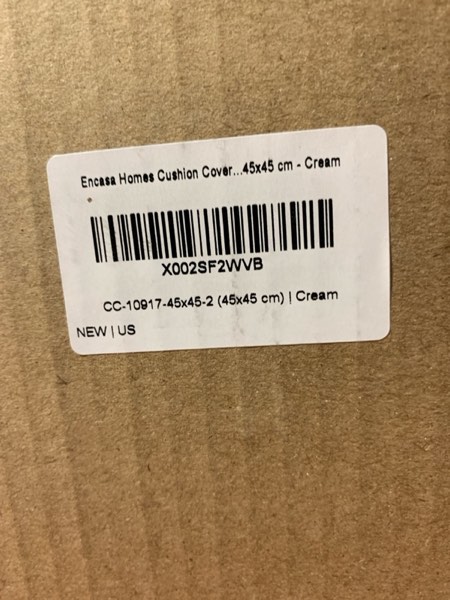 Encasa Homes Cushion Cover...45x45 cm - Cream
X002SF2WVB
CC-10917-45x45-2 (45x45 cm) | Cream
NEW | US